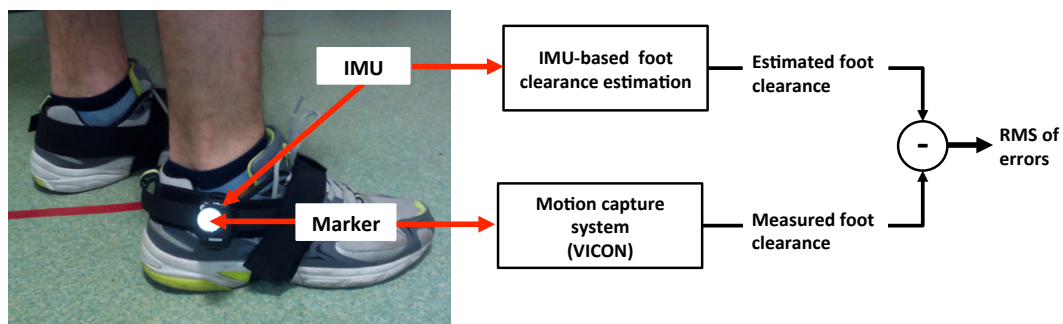 IMU
Marker
IMU-based foot
clearance estimation
Estimated foot
clearance
-
RMS of
errors
Motion capture
system
(VICON)
Measured foot
clearance